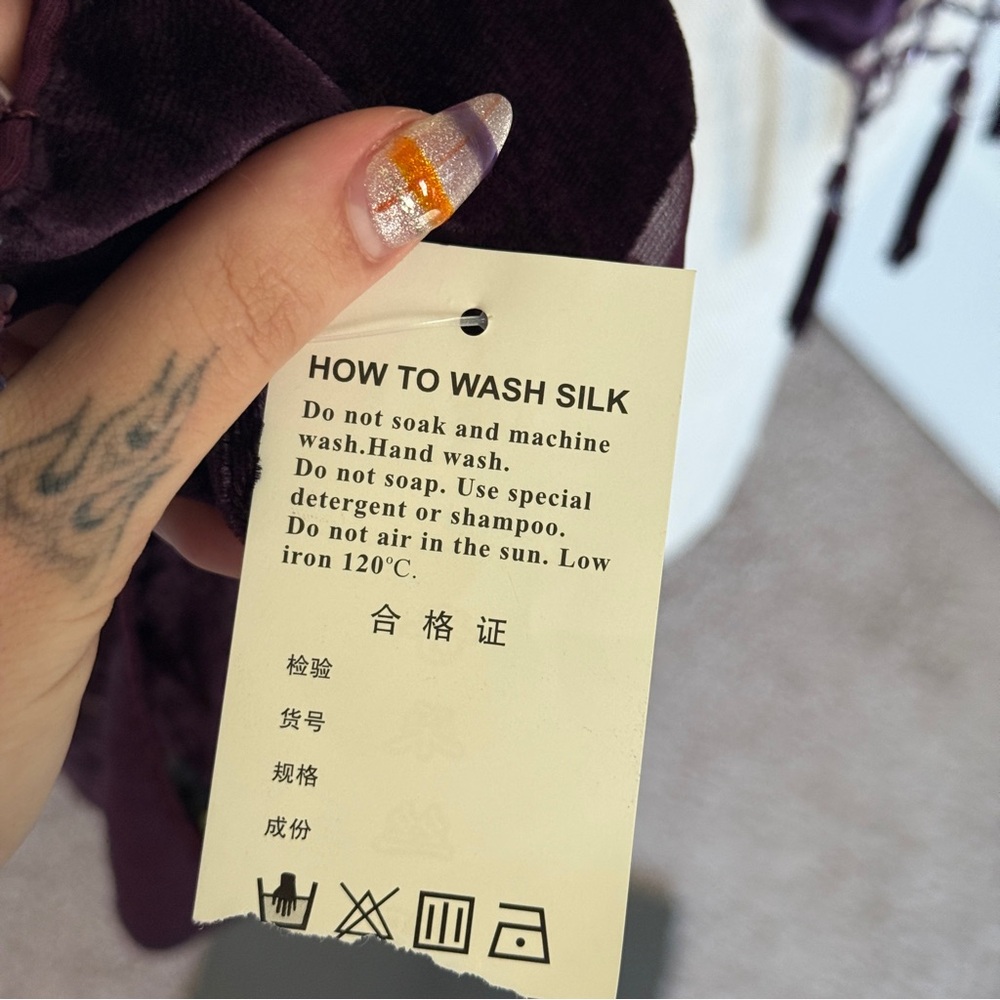 HOW TO WASH SILK
Do not soak and machine
wash.Hand wash.
Do not soap. Use special
detergent or shampoo.
Do not air in the sun. Low
iron 120°C.
合格证
检验
货号
规格
成份